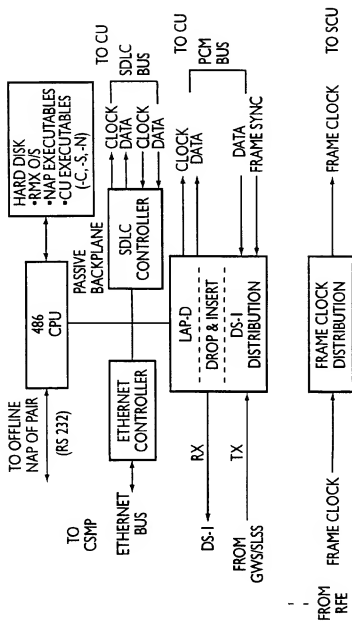 TO OFFLINE
NAP OF PAIR
(RS 232)
486
CPU
HARD DISK
•RMX O/S
•NAP EXECUTABLES
•CU EXECUTABLES
(-C, -S, -N)
PASSIVE
BACKPLANE
TO
CSMP
ETHERNET
BUS
ETHERNET
CONTROLLER
SDLC
CONTROLLER
CLOCK
DATA
CLOCK
DATA
TO CU
SDLC
BUS
DS-1
RX
TX
FROM
GWS/SLSS
LAP-D
DROP & INSERT
DS-1
DISTRIBUTION
CLOCK
DATA
DATA
FRAME SYNC
TO CU
PCM
BUS
FROM
RFE
FRAME CLOCK
FRAME CLOCK
DISTRIBUTION
FRAME CLOCK
TO SCU